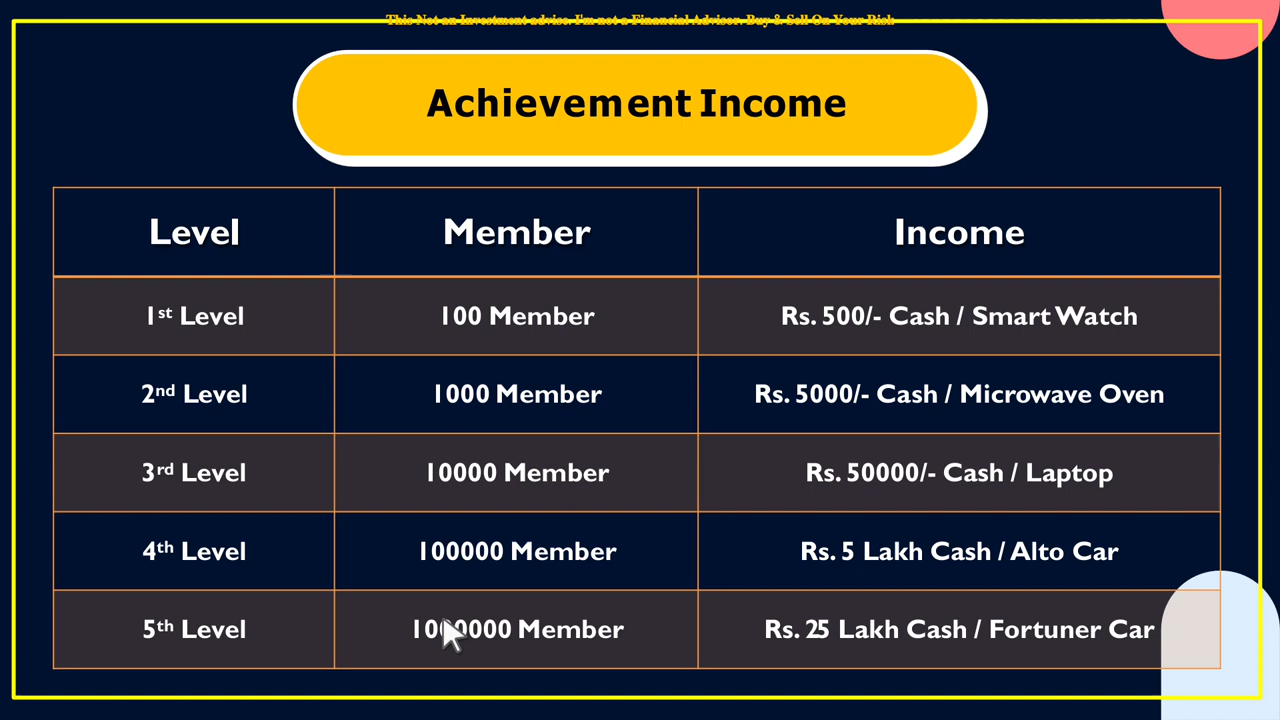 This Not an Investment advise. I'm not a Financial Advisor. Buy & Sell On Your Risk
Achievement Income
Level Member Income
1st Level 100 Member Rs. 500/- Cash / Smart Watch
2nd Level 1000 Member Rs. 5000/- Cash / Microwave Oven
3rd Level 10000 Member Rs. 50000/- Cash / Laptop
4th Level 100000 Member Rs. 5 Lakh Cash / Alto Car
5th Level 1000000 Member Rs. 25 Lakh Cash / Fortuner Car